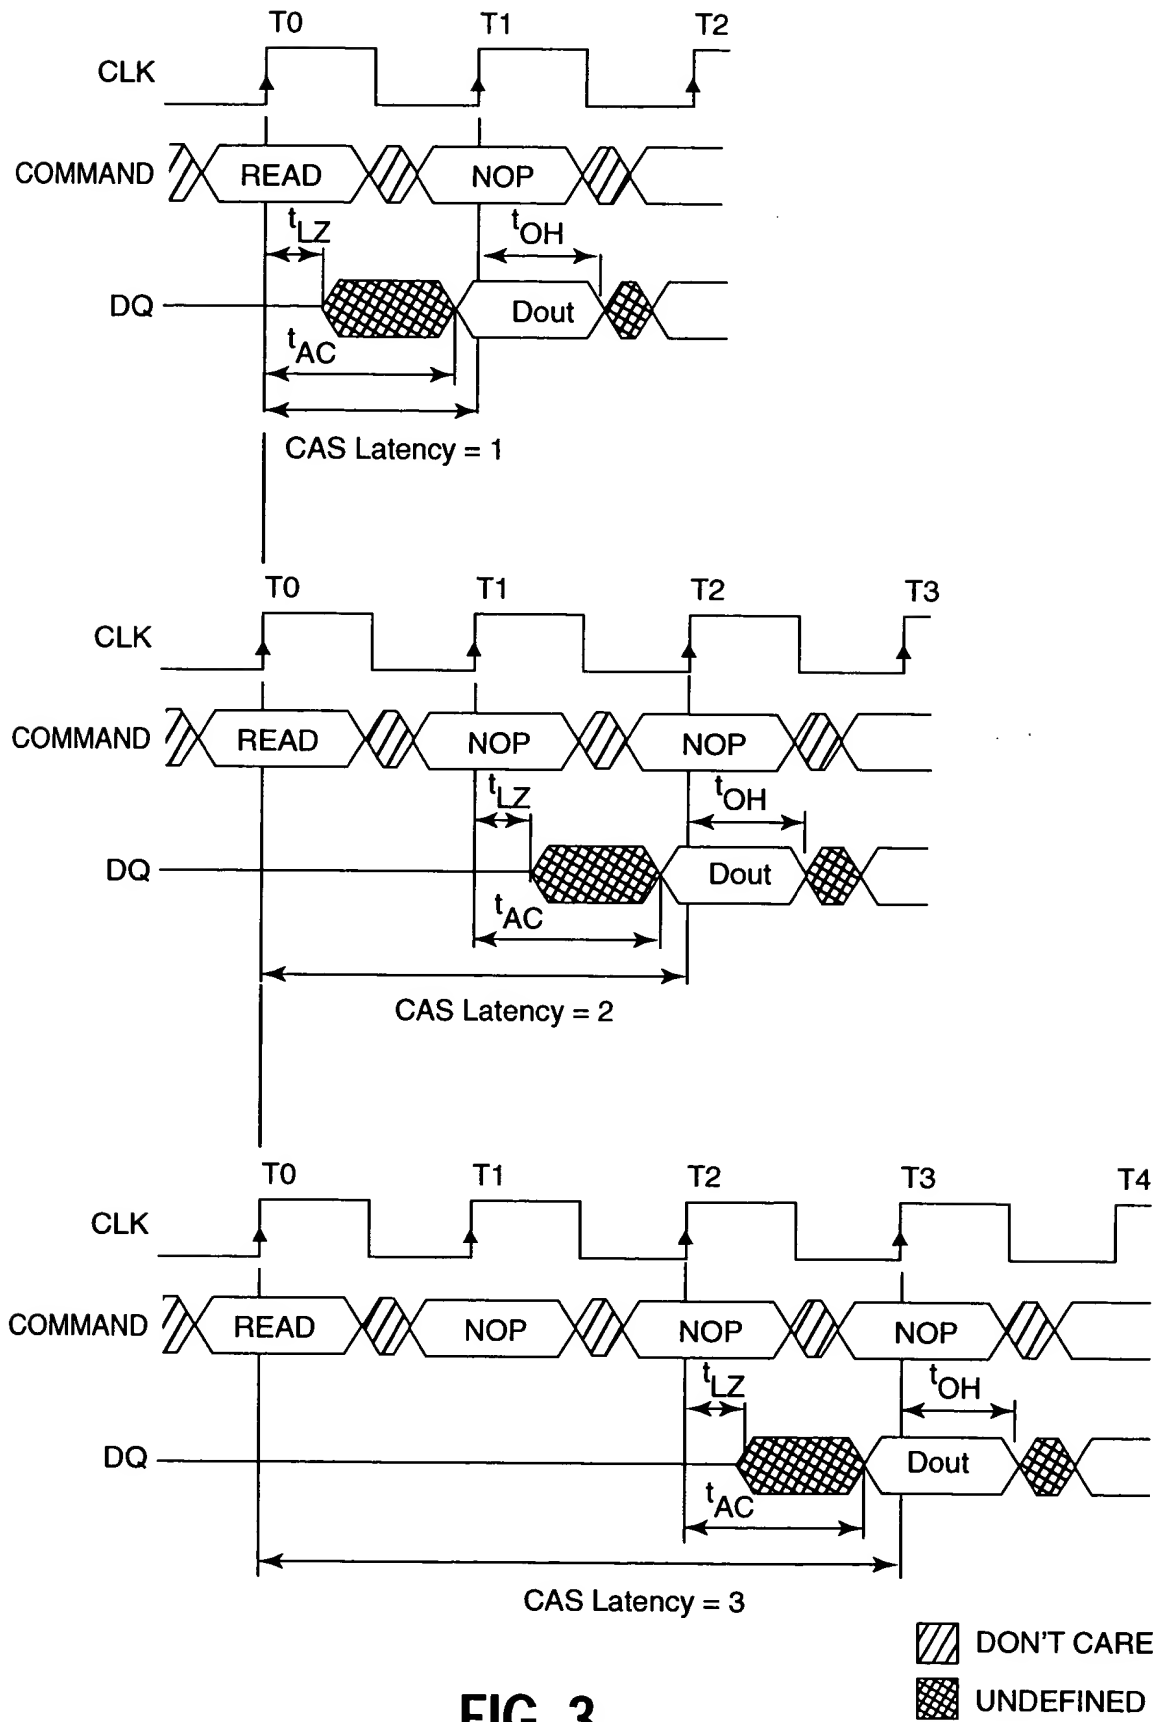 T0 T1 T2
CLK
COMMAND READ NOP
tLZ tOH
DQ Dout
tAC
CAS Latency = 1
T0 T1 T2 T3
CLK
COMMAND READ NOP NOP
tLZ tOH
DQ Dout
tAC
CAS Latency = 2
T0 T1 T2 T3 T4
CLK
COMMAND READ NOP NOP NOP
tLZ tOH
DQ Dout
tAC
CAS Latency = 3
DON'T CARE
UNDEFINED
FIG. 3